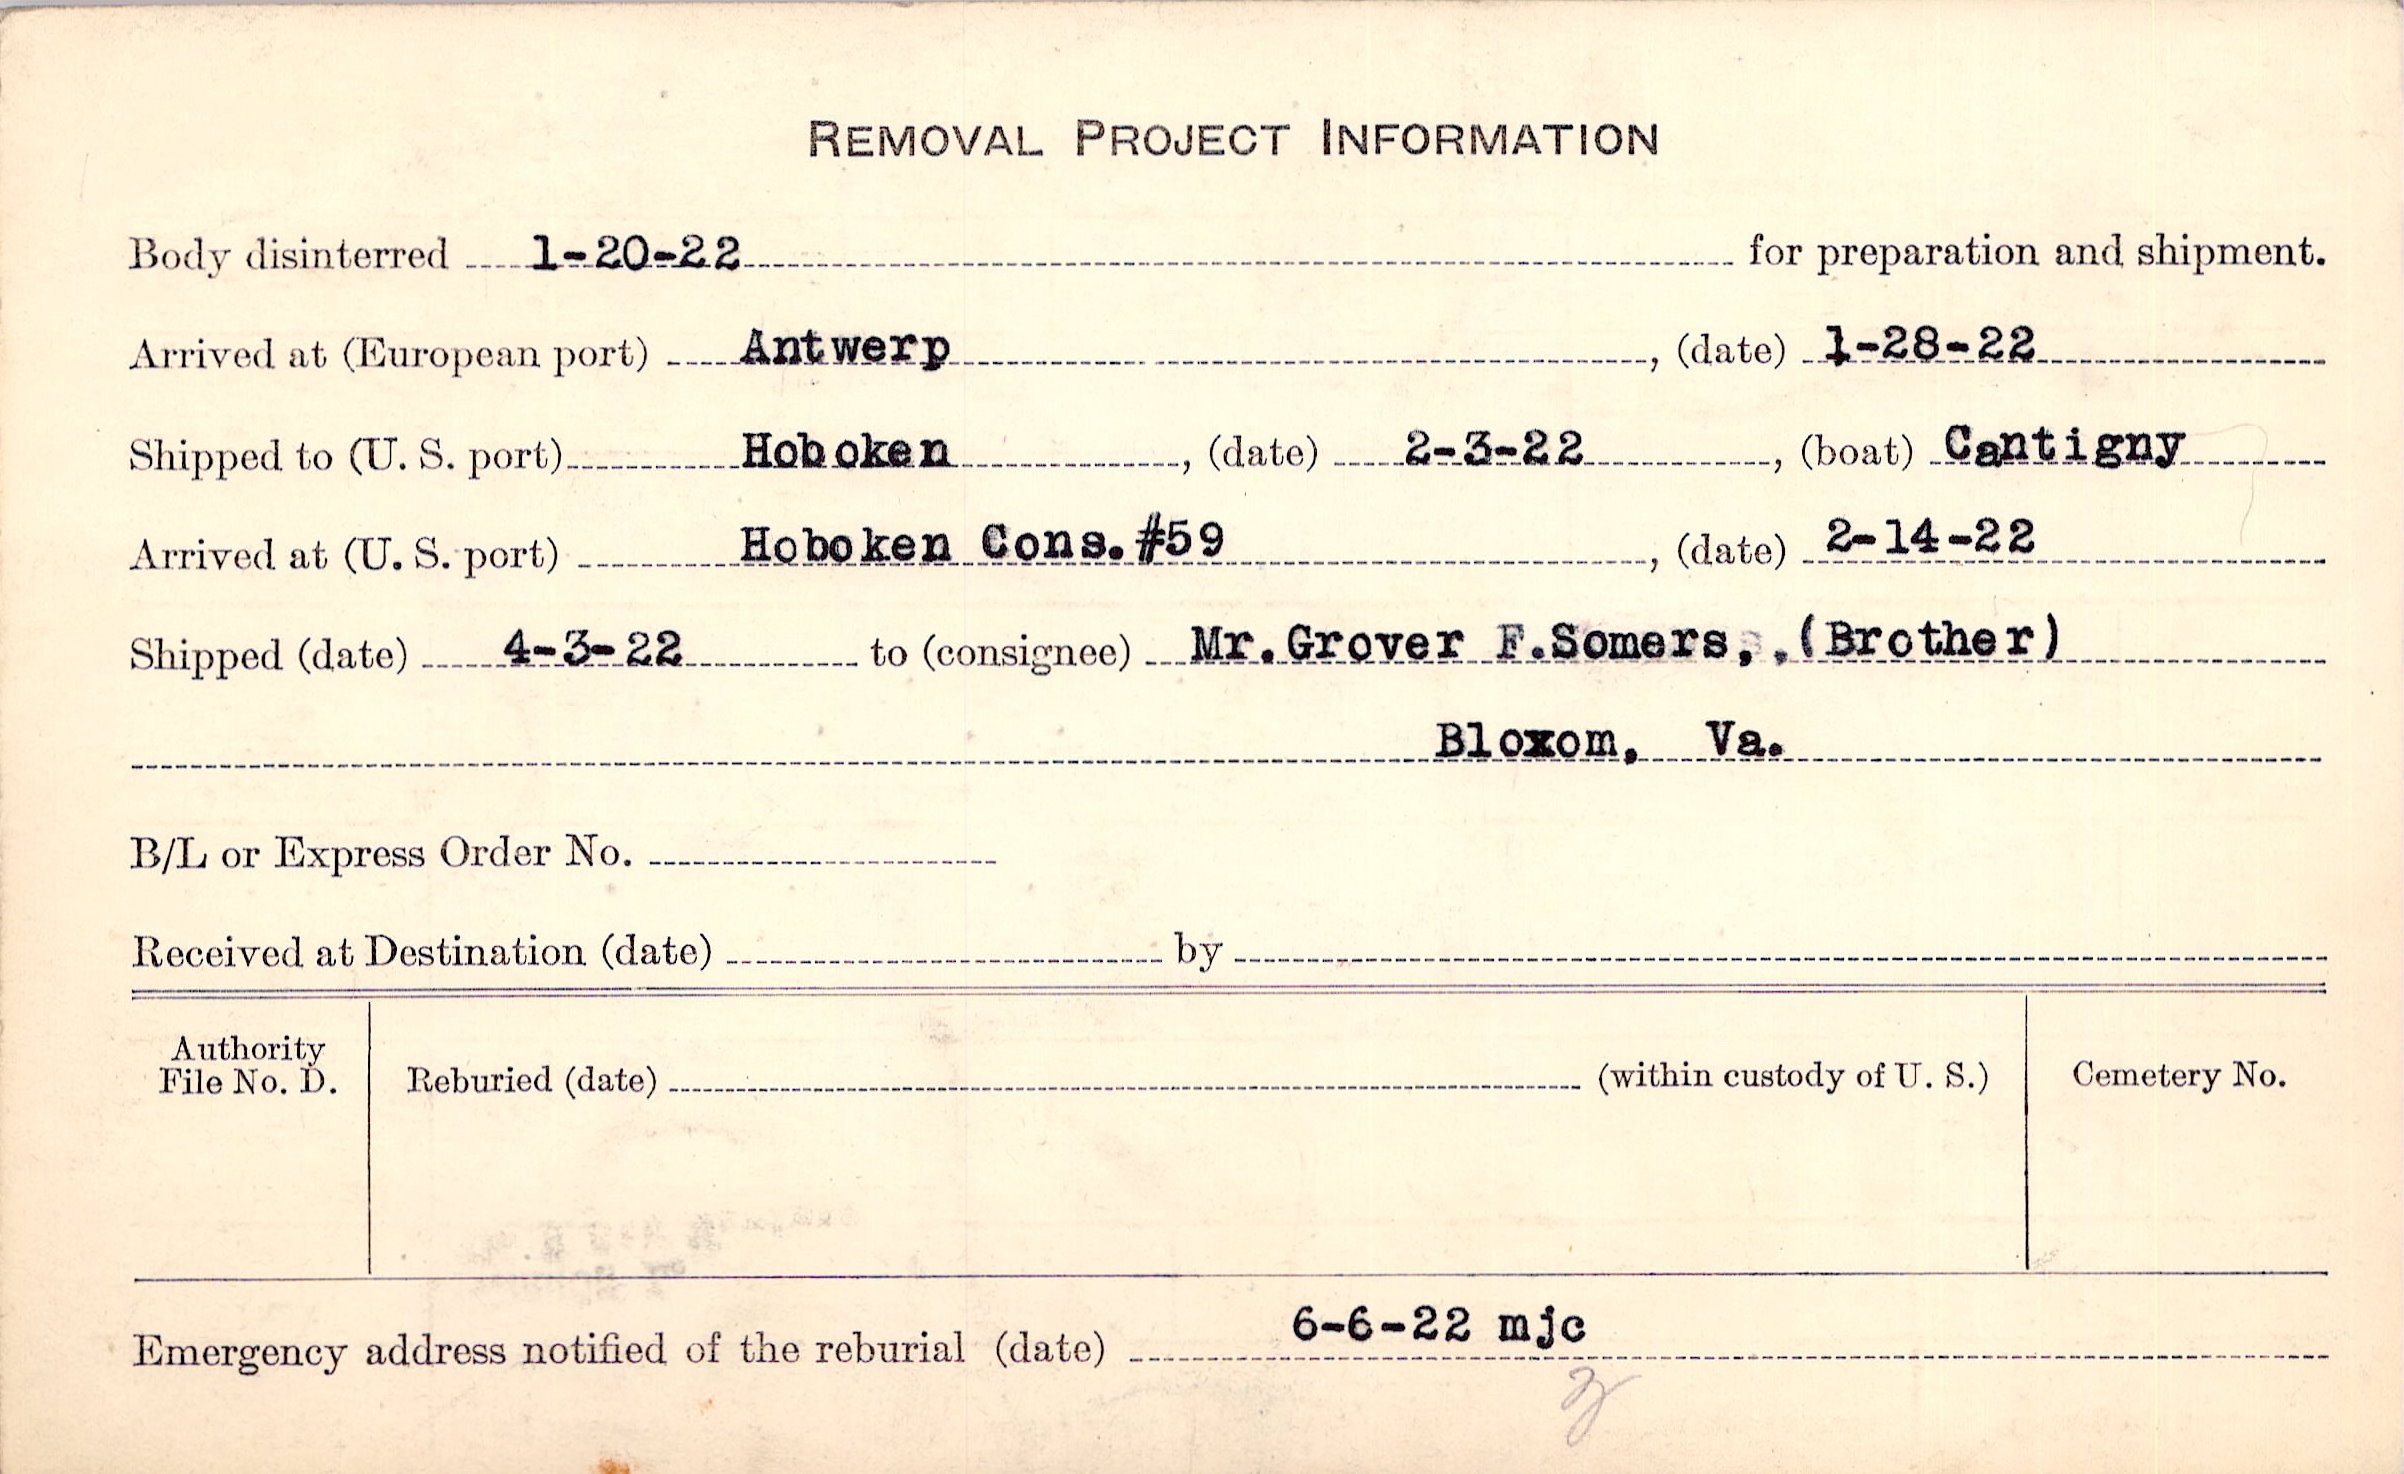 REMOVAL PROJECT INFORMATION
Body disinterred 1-20-22 for preparation and shipment.
Arrived at (European port) Antwerp, (date) 1-28-22
Shipped to (U. S. port) Hoboken, (date) 2-3-22, (boat) Cantigny
Arrived at (U. S. port) Hoboken Cons.#59, (date) 2-14-22
Shipped (date) 4-3-22 to (consignee) Mr.Grover F.Somers, ,(Brother)
Bloxom, Va.
B/L or Express Order No.
Received at Destination (date) by
Authority
File No. D.
Reburied (date) (within custody of U. S.)
Cemetery No.
Emergency address notified of the reburial (date) 6-6-22 mjc